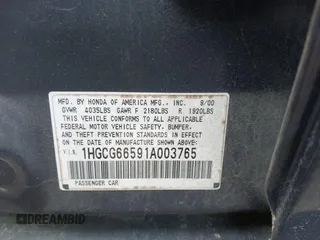 MFD. BY HONDA OF AMERICA MFG., INC. 9/00
GVWR 4035LBS GAWR F 2180LBS R 1920LBS
THIS VEHICLE CONFORMS TO ALL APPLICABLE
FEDERAL MOTOR VEHICLE SAFETY, BUMPER,
AND THEFT PREVENTION STANDARDS IN EFFECT
ON THE DATE OF MANUFACTURE SHOWN ABOVE.
V.I.N. 1HGCG66591A003765
PASSENGER CAR
DREAMBID